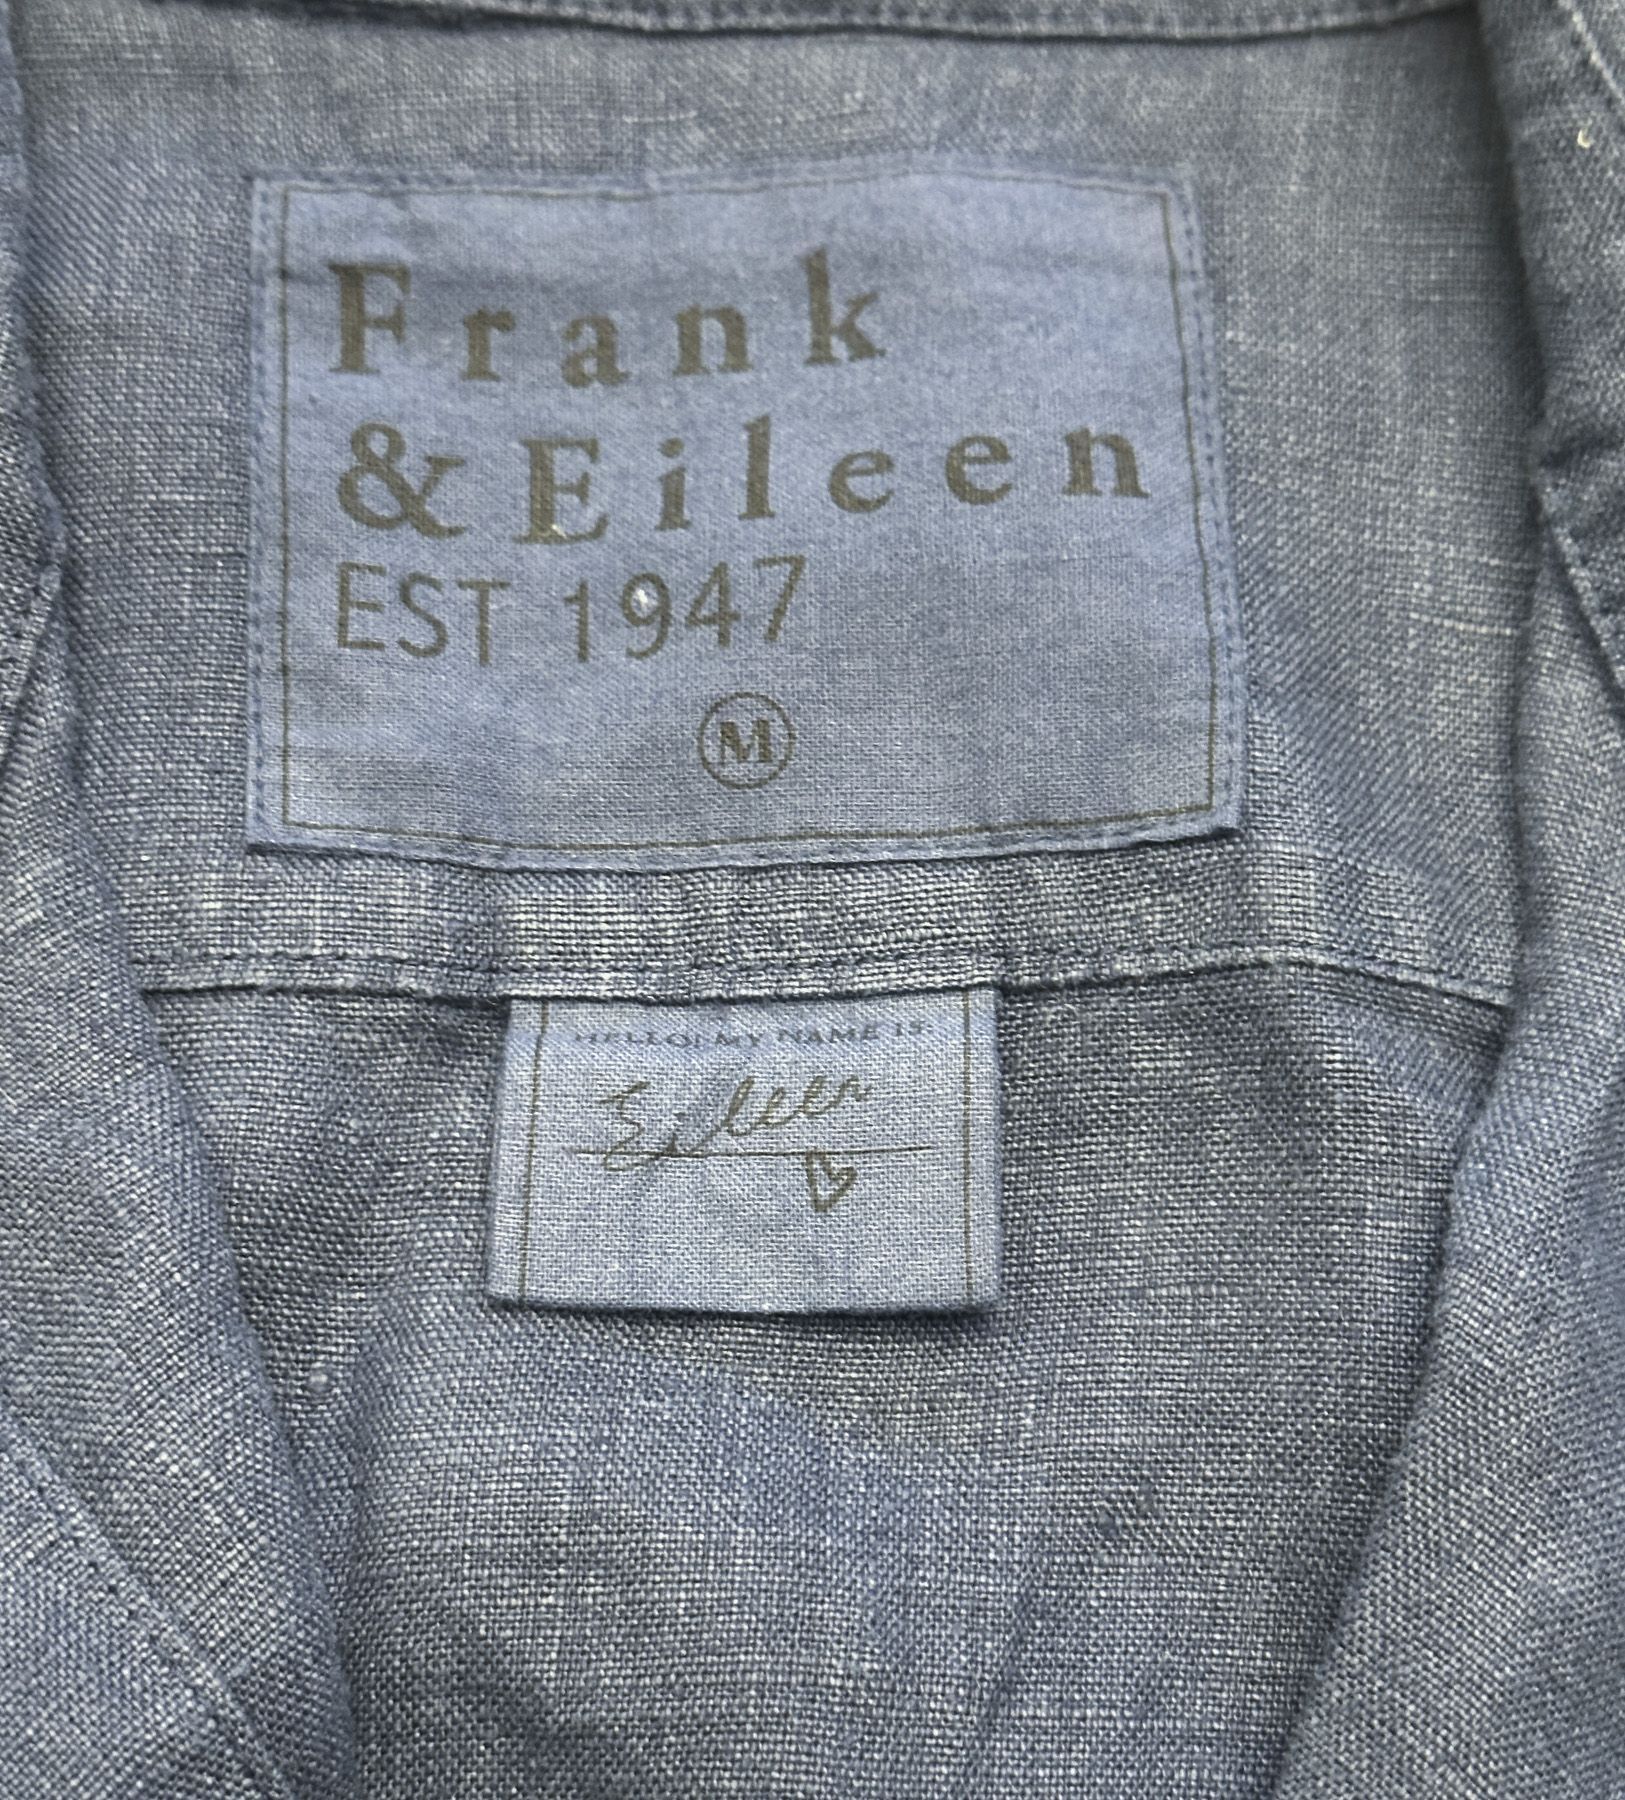 Frank
& Eileen
EST 1947
M
HELLO! MY NAME IS:
Eileen